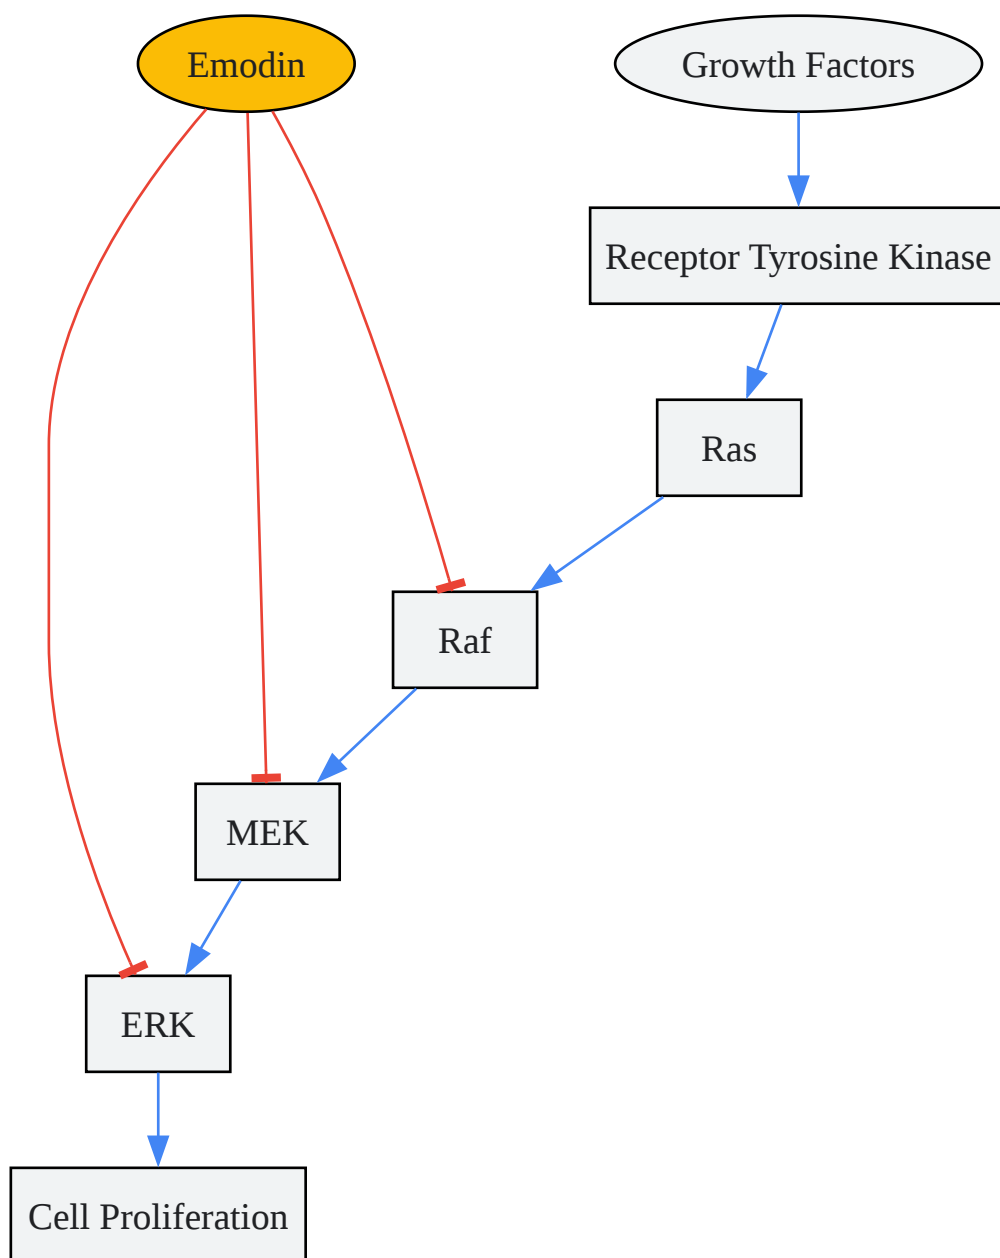 Emodin
Growth Factors
Receptor Tyrosine Kinase
Ras
Raf
MEK
ERK
Cell Proliferation